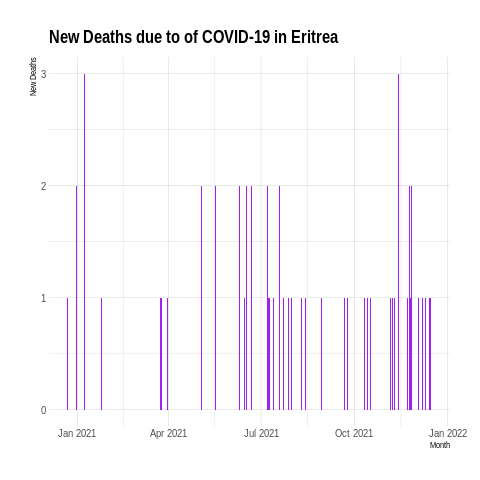 New Deaths due to of COVID-19 in Eritrea
New Deaths
3
2
1
0
Jan 2021 Apr 2021 Jul 2021 Oct 2021 Jan 2022
Month